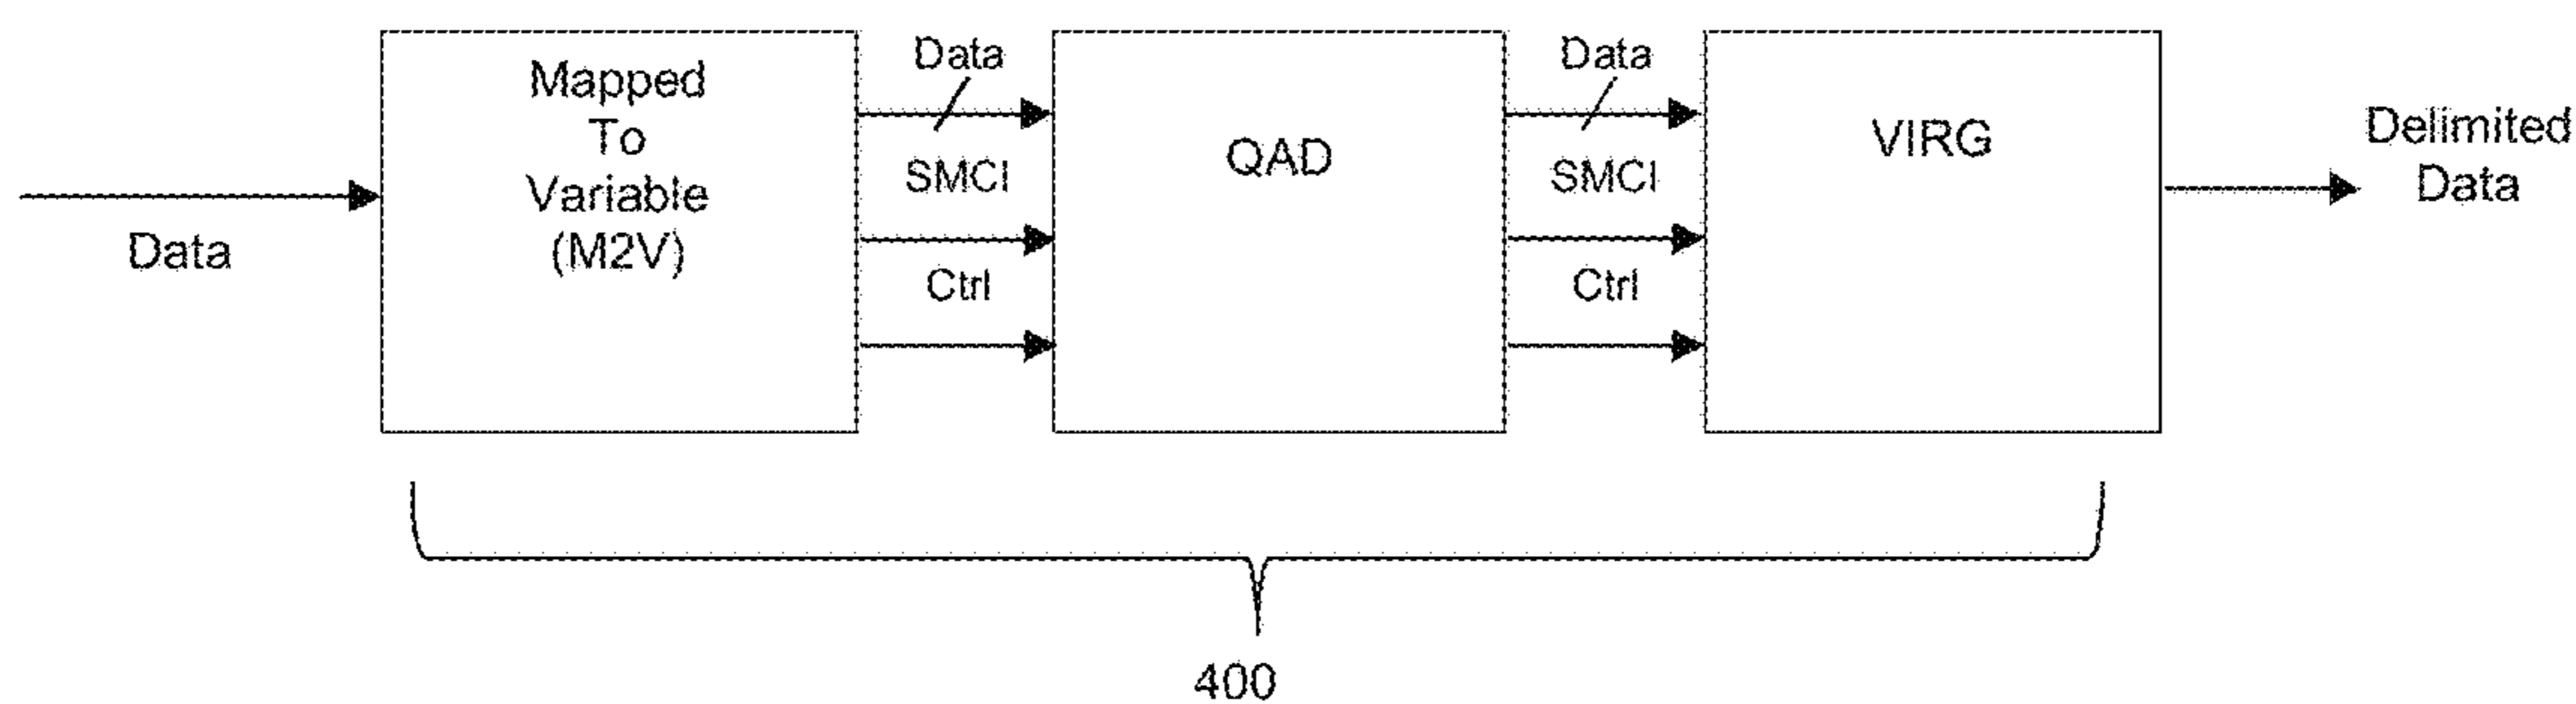 Data
Mapped
To
Variable
(M2V)
Data
SMCI
Ctrl
QAD
Data
SMCI
Ctrl
VIRG
Delimited
Data
400